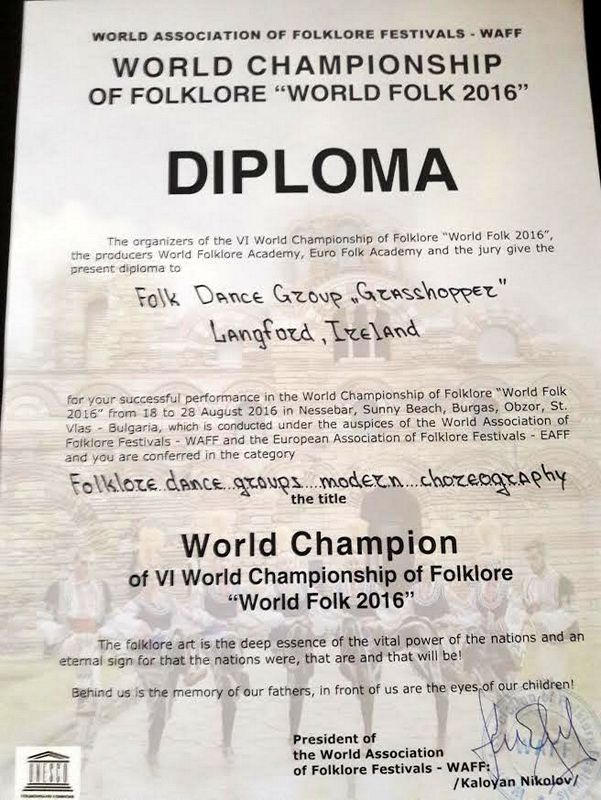 WORLD ASSOCIATION OF FOLKLORE FESTIVALS - WAFF
WORLD CHAMPIONSHIP
OF FOLKLORE “WORLD FOLK 2016”
DIPLOMA
The organizers of the VI World Championship of Folklore “World Folk 2016”,
the producers World Folklore Academy, Euro Folk Academy and the jury give the
present diploma to
Folk Dance Group „Grasshopper”
Langford, Ireland
for your successful performance in the World Championship of Folklore “World Folk
2016” from 18 to 28 August 2016 in Nessebar, Sunny Beach, Burgas, Obzor, St.
Vlas - Bulgaria, which is conducted under the auspices of the World Association of
Folklore Festivals - WAFF and the European Association of Folklore Festivals - EAFF
and you are conferred in the category
Folklore dance groups modern choreography
the title
World Champion
of VI World Championship of Folklore
“World Folk 2016”
The folklore art is the deep essence of the vital power of the nations and an
eternal sign for that the nations were, that are and that will be!
Behind us is the memory of our fathers, in front of us are the eyes of our children!
President of
the World Association
of Folklore Festivals - WAFF:
/Kaloyan Nikolov/
UNESCO